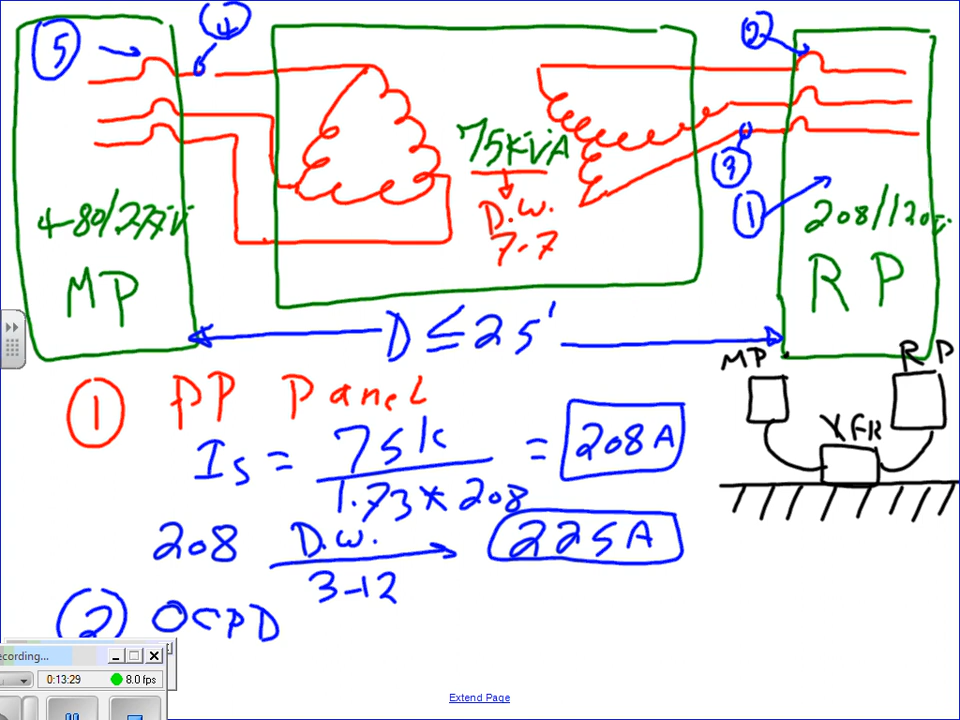 5
4
2
75KVA
D.W.
7-7
3
1
480/277V
MP
208/120V
RP
D ≤ 25'
MP
RP
XFR
1 PP Panel
Is = 75k / 1.73 x 208 = 208A
208 D.W. 3-12 225A
2 OCPD
ecording...
0:13:29
8.0 fps
Extend Page